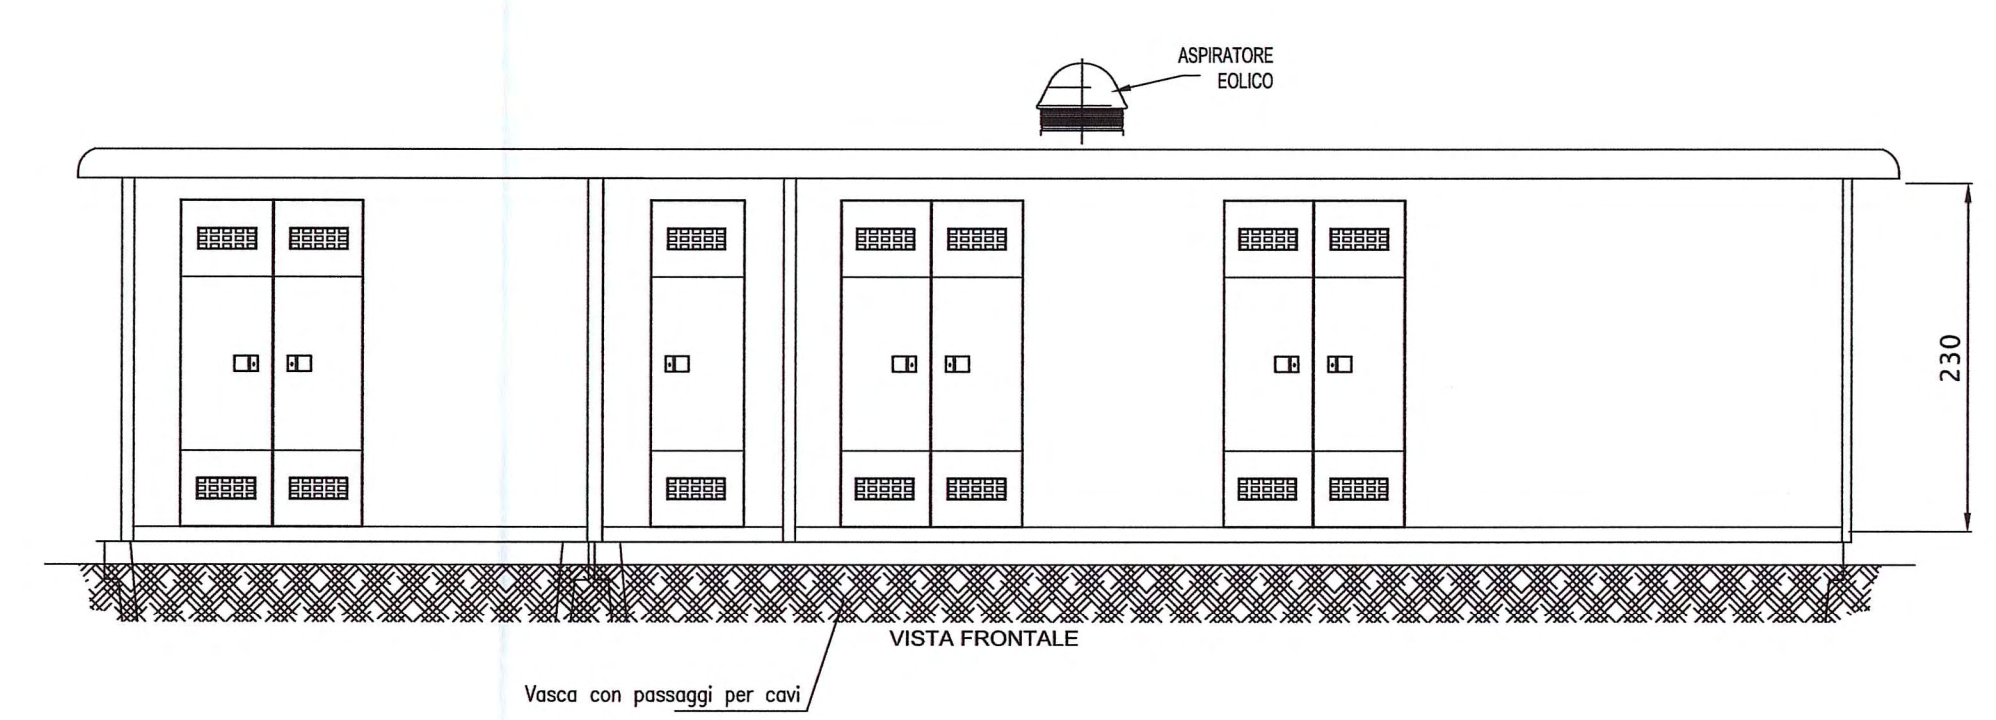 ASPIRATORE
EOLICO
230
VISTA FRONTALE
Vasca con passaggi per cavi